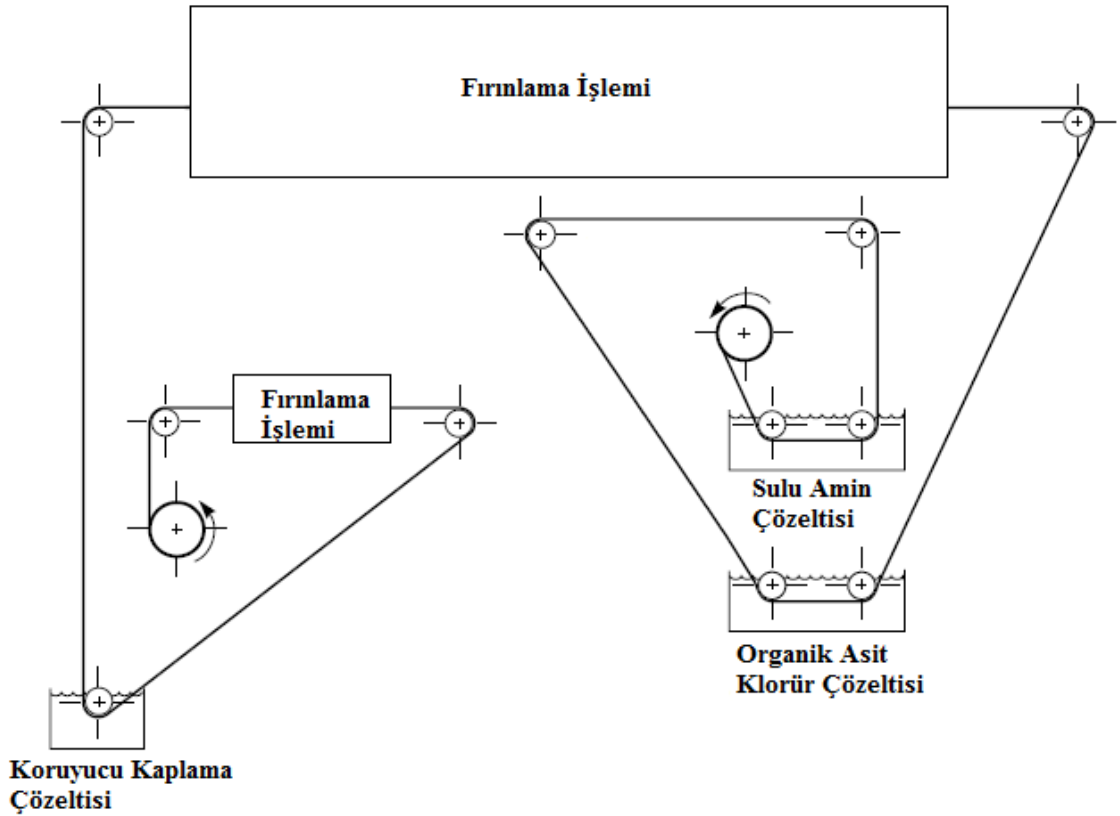 Fırınlama İşlemi
Fırınlama
İşlemi
Sulu Amin
Çözeltisi
Organik Asit
Klorür Çözeltisi
Koruyucu Kaplama
Çözeltisi